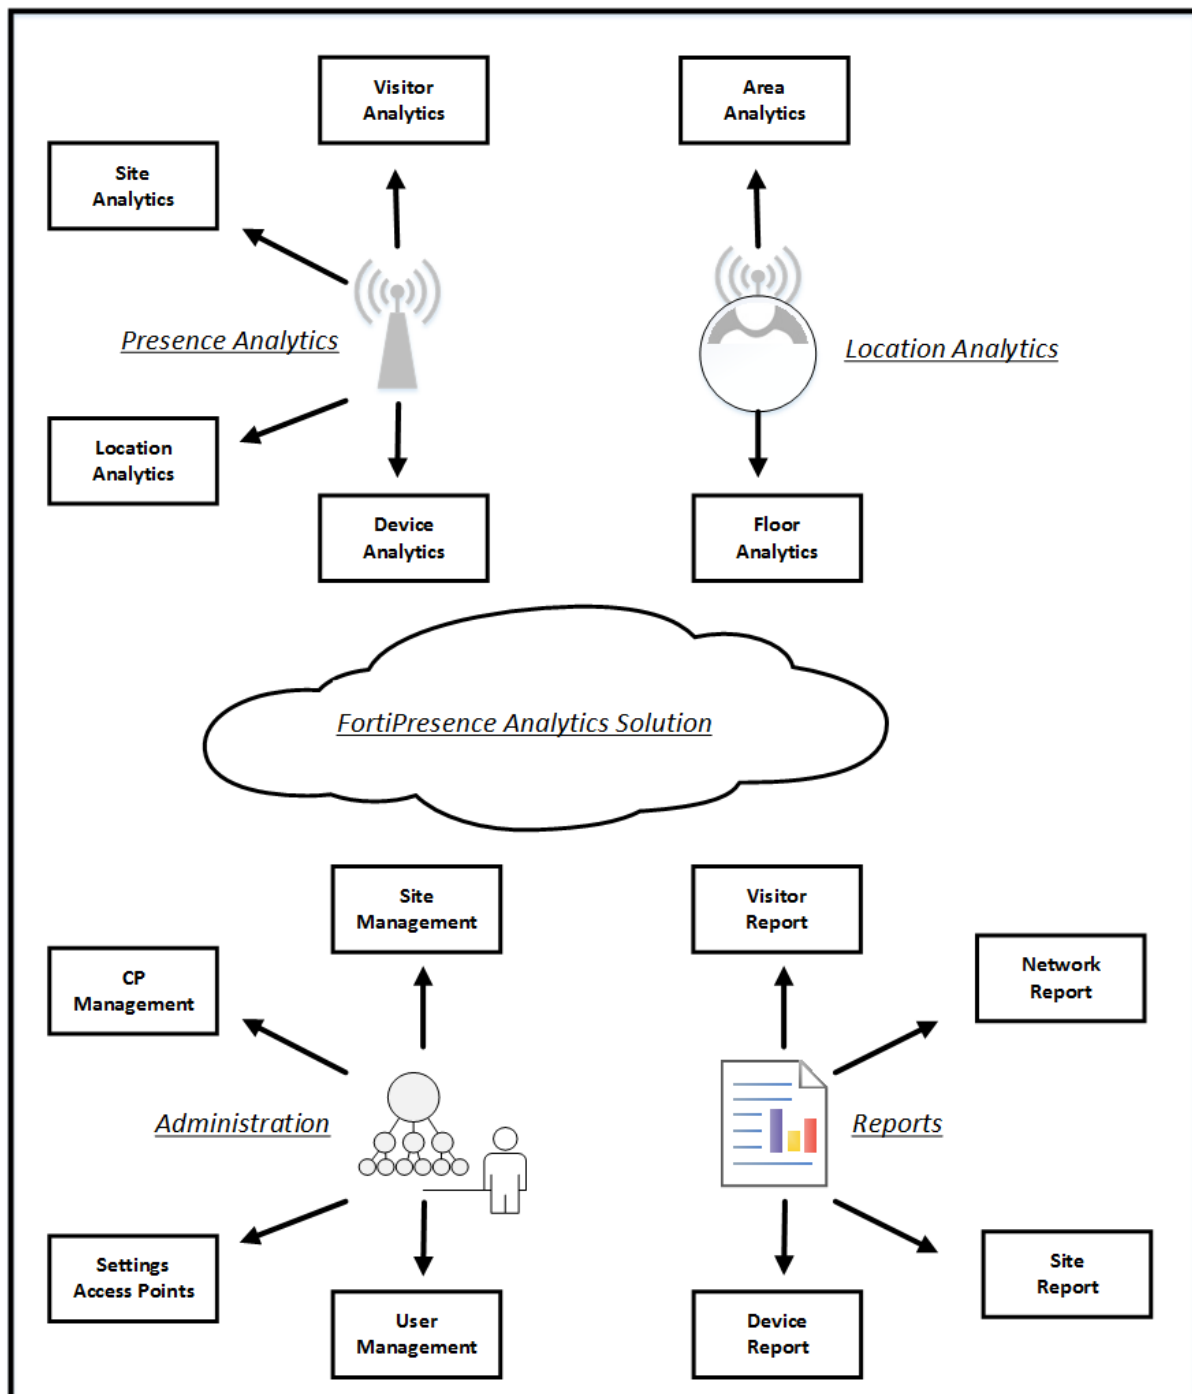 Visitor
Analytics
Area
Analytics
Site
Analytics
Presence Analytics
Location Analytics
Location
Analytics
Device
Analytics
Floor
Analytics
FortiPresence Analytics Solution
Site
Management
Visitor
Report
CP
Management
Network
Report
Administration
Reports
Settings
Access Points
Site
Report
User
Management
Device
Report